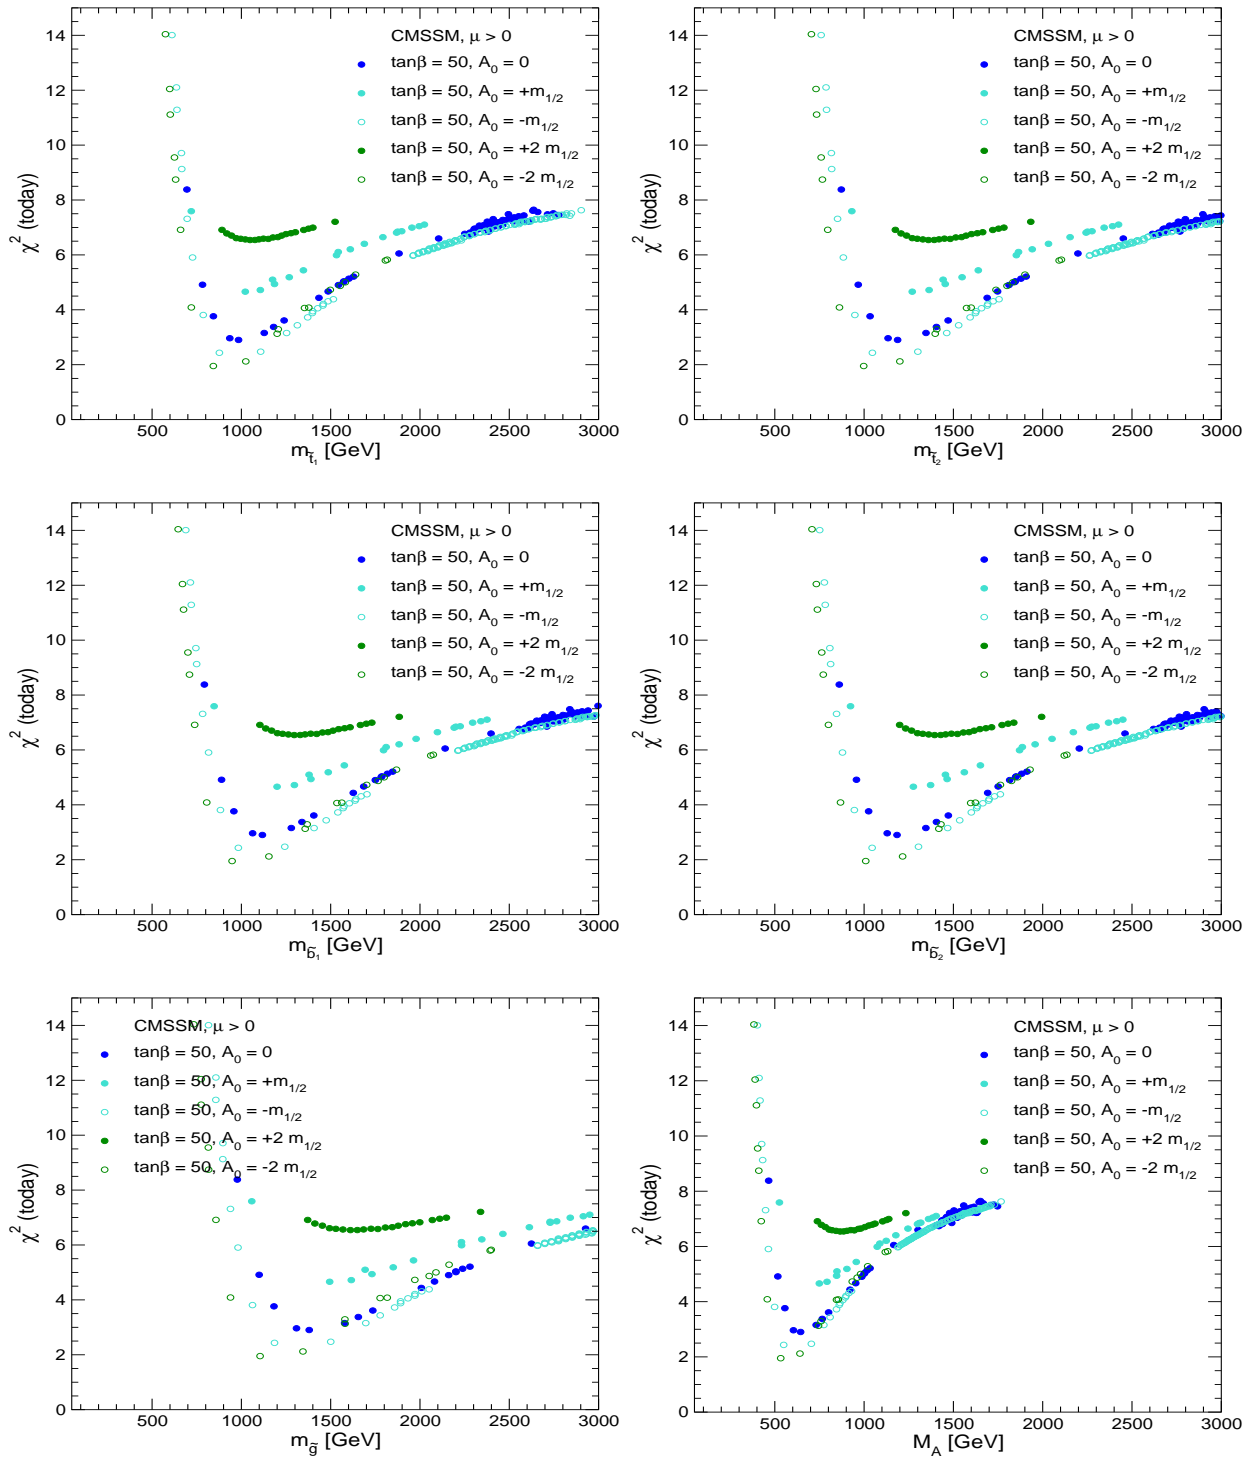 14
12
10
8
6
4
2
0
χ² (today)
CMSSM, μ > 0
tanβ = 50, A₀ = 0
tanβ = 50, A₀ = +m₁/₂
tanβ = 50, A₀ = -m₁/₂
tanβ = 50, A₀ = +2 m₁/₂
tanβ = 50, A₀ = -2 m₁/₂
500 1000 1500 2000 2500 3000
m_t̃₁ [GeV]
14
12
10
8
6
4
2
0
χ² (today)
CMSSM, μ > 0
tanβ = 50, A₀ = 0
tanβ = 50, A₀ = +m₁/₂
tanβ = 50, A₀ = -m₁/₂
tanβ = 50, A₀ = +2 m₁/₂
tanβ = 50, A₀ = -2 m₁/₂
500 1000 1500 2000 2500 3000
m_t̃₂ [GeV]
14
12
10
8
6
4
2
0
χ² (today)
CMSSM, μ > 0
tanβ = 50, A₀ = 0
tanβ = 50, A₀ = +m₁/₂
tanβ = 50, A₀ = -m₁/₂
tanβ = 50, A₀ = +2 m₁/₂
tanβ = 50, A₀ = -2 m₁/₂
500 1000 1500 2000 2500 3000
m_b̃₁ [GeV]
14
12
10
8
6
4
2
0
χ² (today)
CMSSM, μ > 0
tanβ = 50, A₀ = 0
tanβ = 50, A₀ = +m₁/₂
tanβ = 50, A₀ = -m₁/₂
tanβ = 50, A₀ = +2 m₁/₂
tanβ = 50, A₀ = -2 m₁/₂
500 1000 1500 2000 2500 3000
m_b̃₂ [GeV]
14
12
10
8
6
4
2
0
χ² (today)
CMSSM, μ > 0
tanβ = 50, A₀ = 0
tanβ = 50, A₀ = +m₁/₂
tanβ = 50, A₀ = -m₁/₂
tanβ = 50, A₀ = +2 m₁/₂
tanβ = 50, A₀ = -2 m₁/₂
500 1000 1500 2000 2500 3000
m_g̃ [GeV]
14
12
10
8
6
4
2
0
χ² (today)
CMSSM, μ > 0
tanβ = 50, A₀ = 0
tanβ = 50, A₀ = +m₁/₂
tanβ = 50, A₀ = -m₁/₂
tanβ = 50, A₀ = +2 m₁/₂
tanβ = 50, A₀ = -2 m₁/₂
500 1000 1500 2000 2500 3000
M_A [GeV]